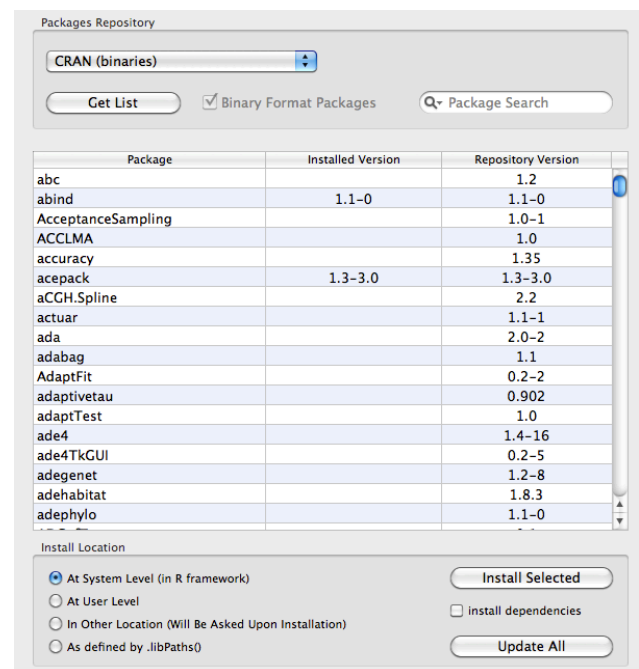 Packages Repository
CRAN (binaries)
Get List Binary Format Packages Package Search
Package Installed Version Repository Version
abc 1.2
abind 1.1-0 1.1-0
AcceptanceSampling 1.0-1
ACCLMA 1.0
accuracy 1.35
acepack 1.3-3.0 1.3-3.0
aCGH.Spline 2.2
actuar 1.1-1
ada 2.0-2
adabag 1.1
AdaptFit 0.2-2
adaptivetau 0.902
adaptTest 1.0
ade4 1.4-16
ade4TkGUI 0.2-5
adegenet 1.2-8
adehabitat 1.8.3
adephylo 1.1-0
Install Location
At System Level (in R framework) Install Selected
At User Level install dependencies
In Other Location (Will Be Asked Upon Installation)
As defined by .libPaths() Update All